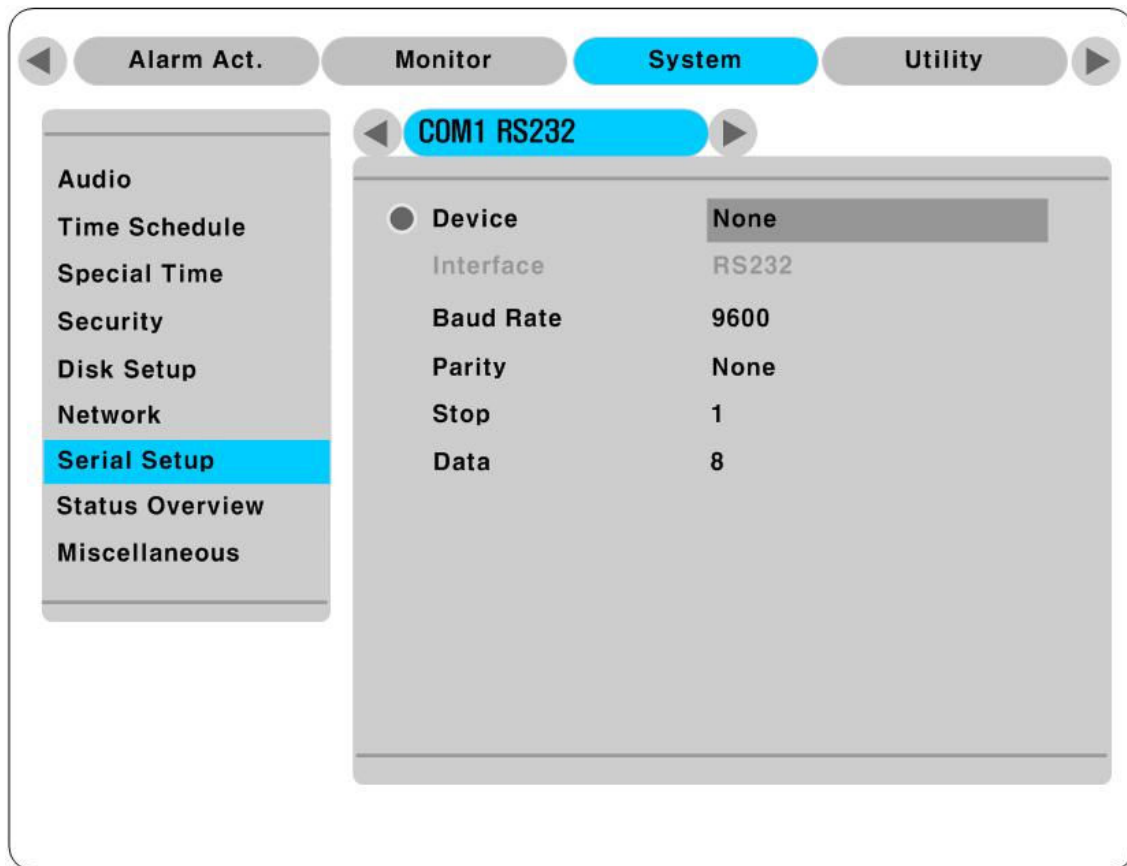 Alarm Act. Monitor System Utility
COM1 RS232
Audio
Time Schedule
Special Time
Security
Disk Setup
Network
Serial Setup
Status Overview
Miscellaneous
Device None
Interface RS232
Baud Rate 9600
Parity None
Stop 1
Data 8